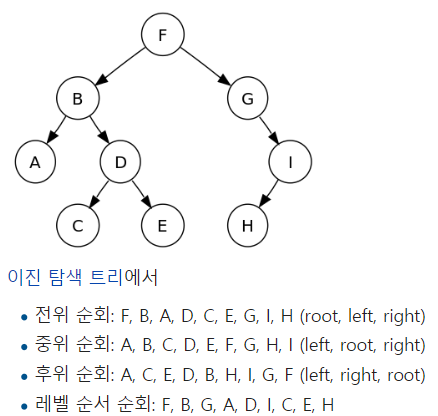 F
B
G
A
D
I
C
E
H
이진 탐색 트리에서
• 전위 순회: F, B, A, D, C, E, G, I, H (root, left, right)
• 중위 순회: A, B, C, D, E, F, G, H, I (left, root, right)
• 후위 순회: A, C, E, D, B, H, I, G, F (left, right, root)
• 레벨 순서 순회: F, B, G, A, D, I, C, E, H